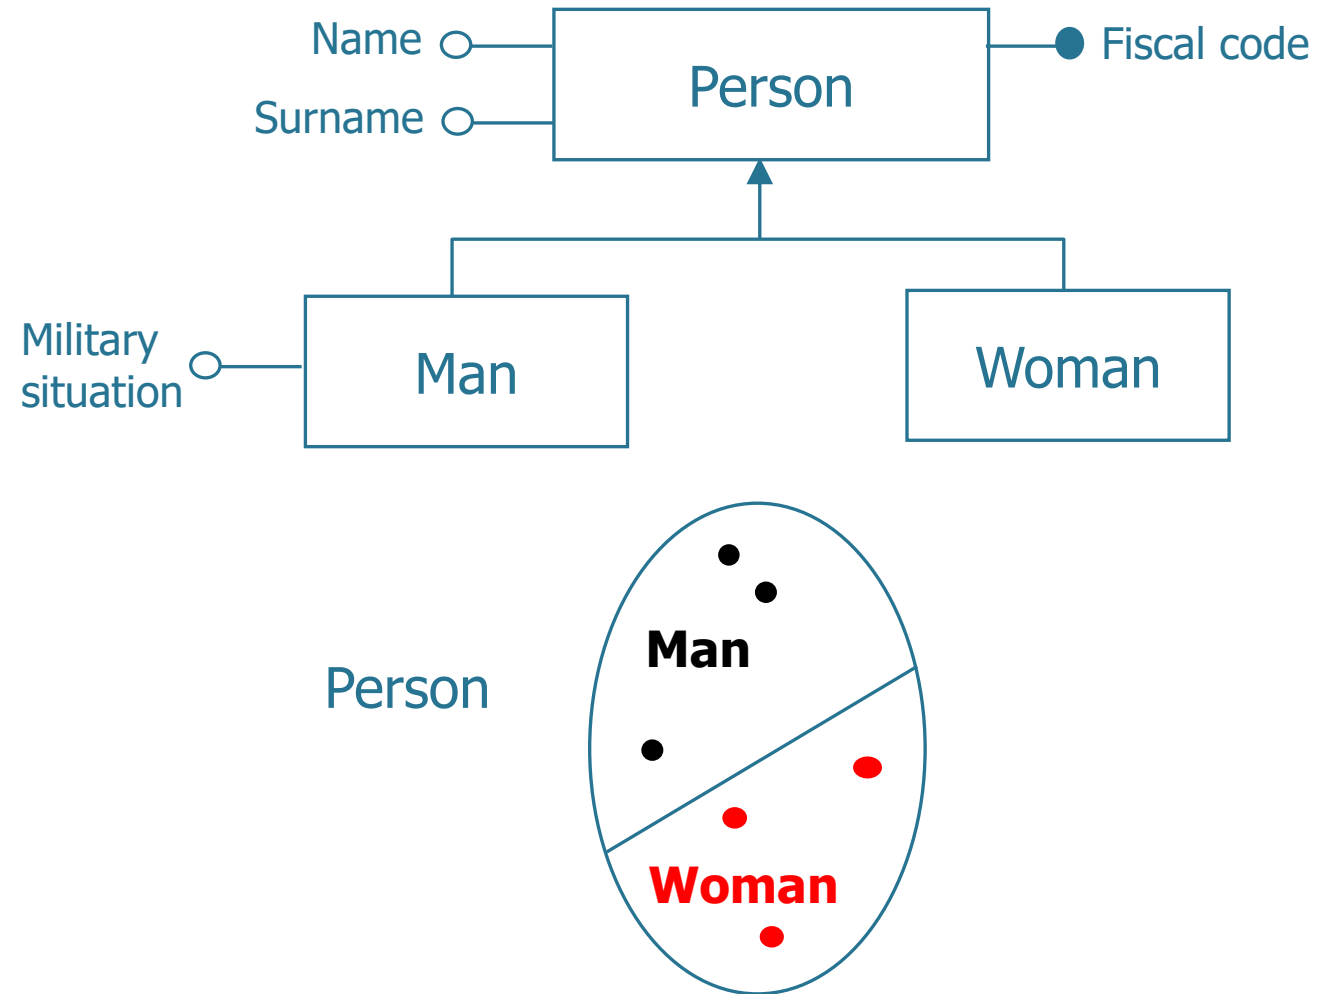 Name
Fiscal code
Person
Surname
Military
situation
Man
Woman
Man
Person
Woman